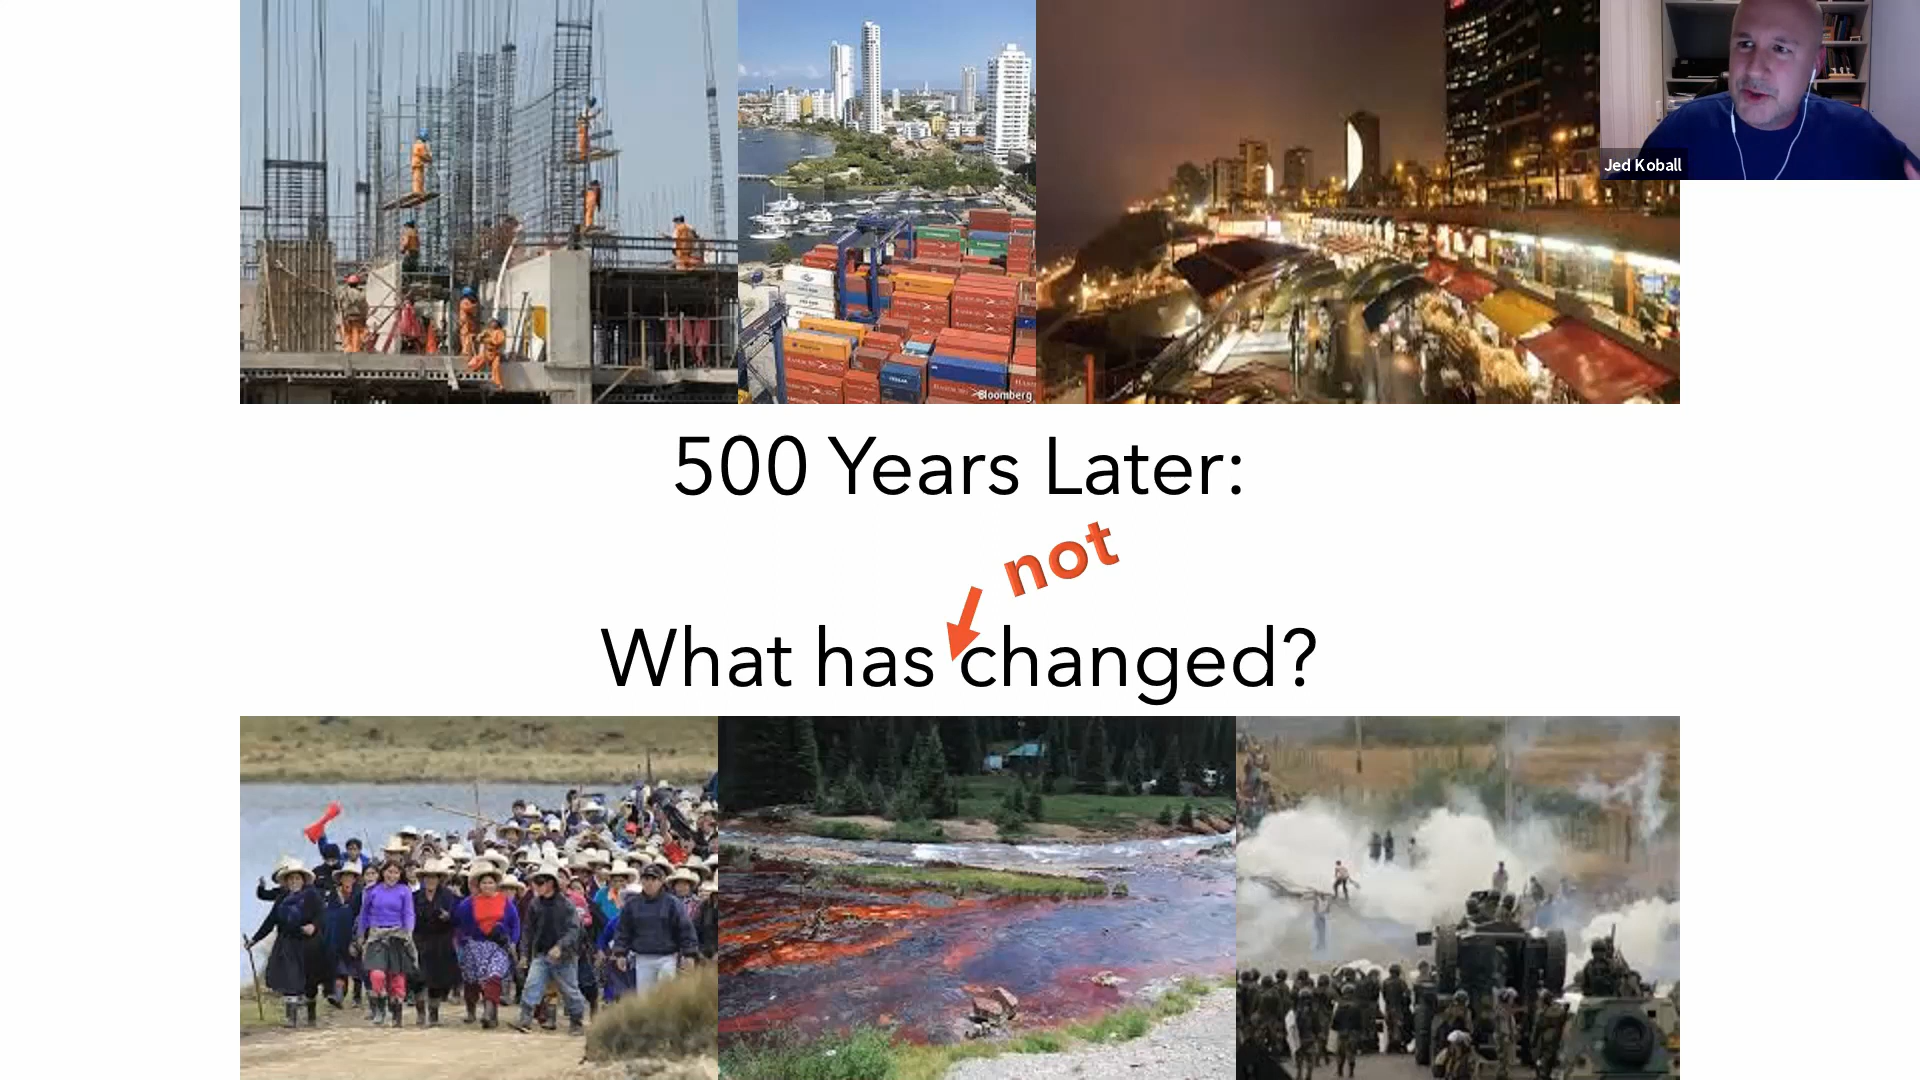 Jed Koball
Bloomberg
500 Years Later:
not
What has changed?